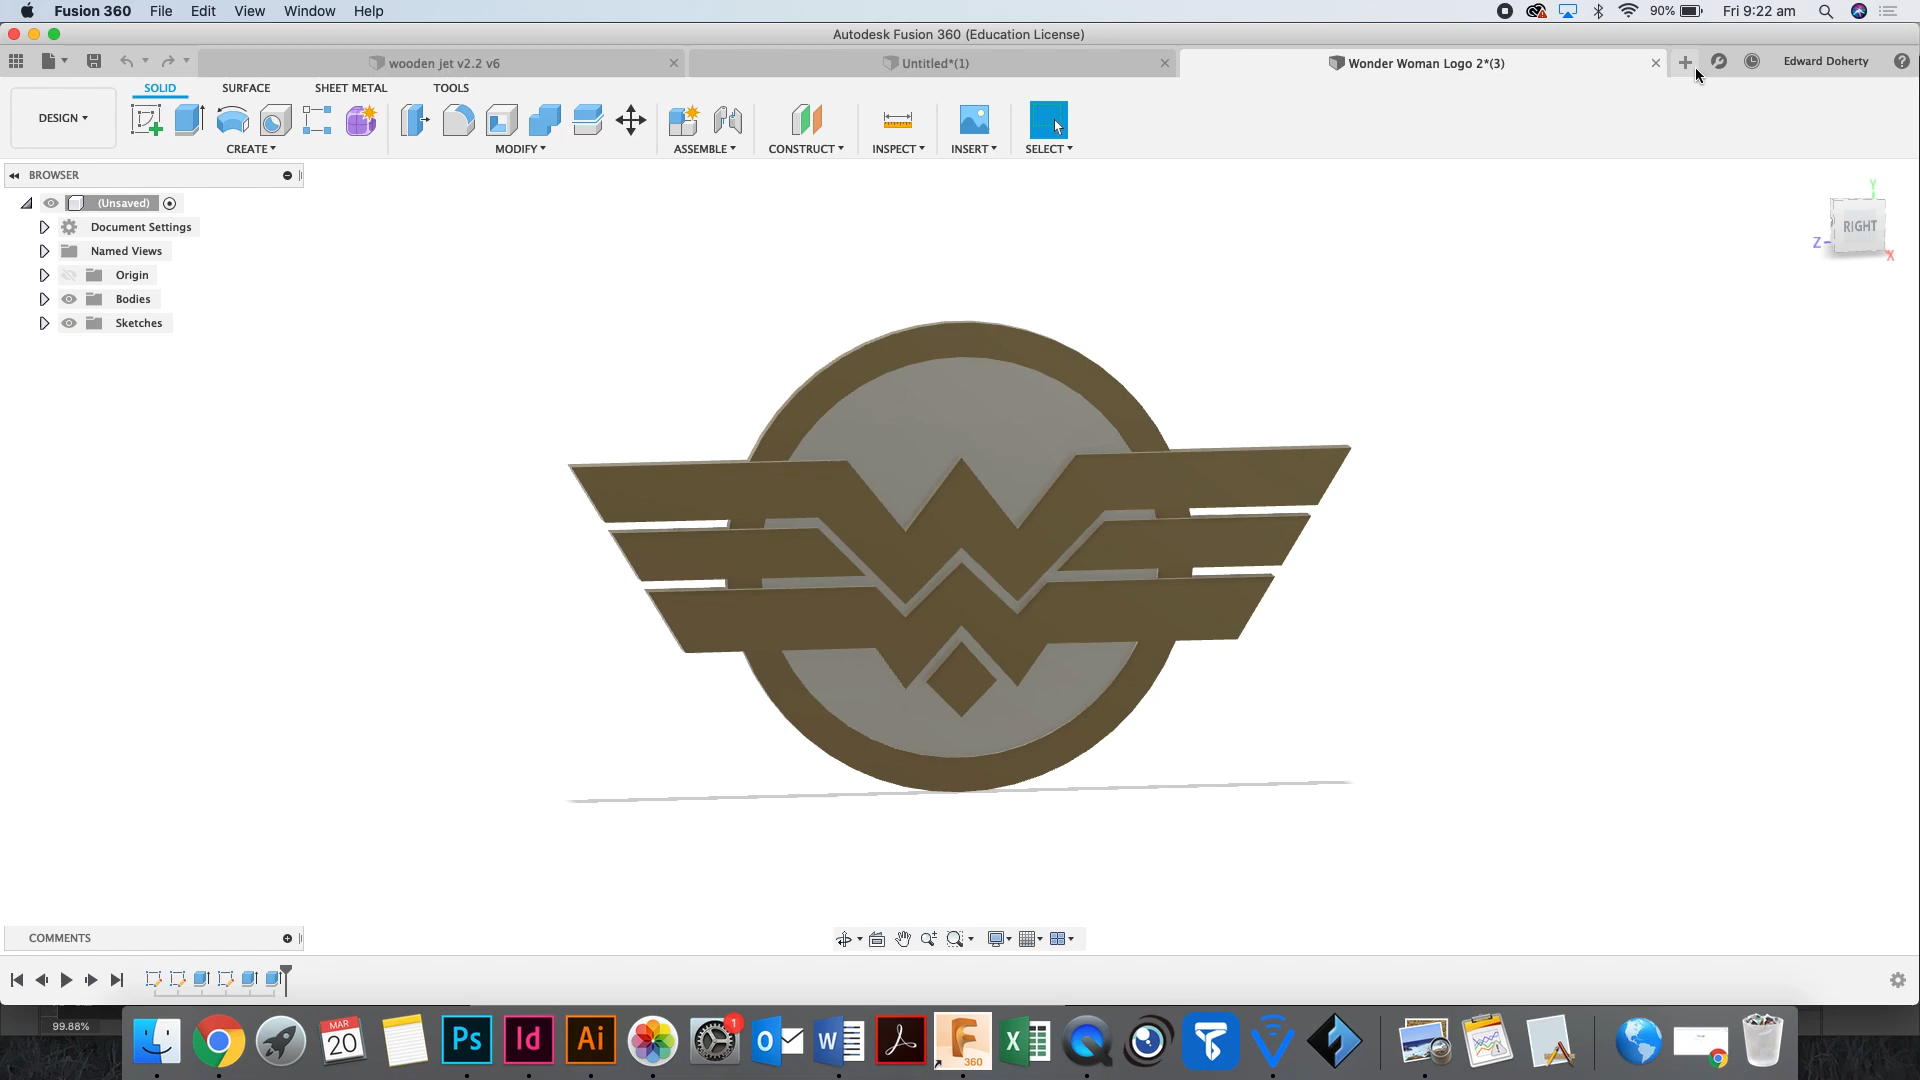 Fusion 360 File Edit View Window Help 90% Fri 9:22 am
Autodesk Fusion 360 (Education License)
wooden jet v2.2 v6 Untitled*(1) Wonder Woman Logo 2*(3) Edward Doherty
SOLID SURFACE SHEET METAL TOOLS
DESIGN
CREATE MODIFY ASSEMBLE CONSTRUCT INSPECT INSERT SELECT
BROWSER
(Unsaved)
Document Settings
Named Views
Origin
Bodies
Sketches
Y
RIGHT
Z
X
COMMENTS
99.88%
MAR
20
Ps Id Ai
1
360